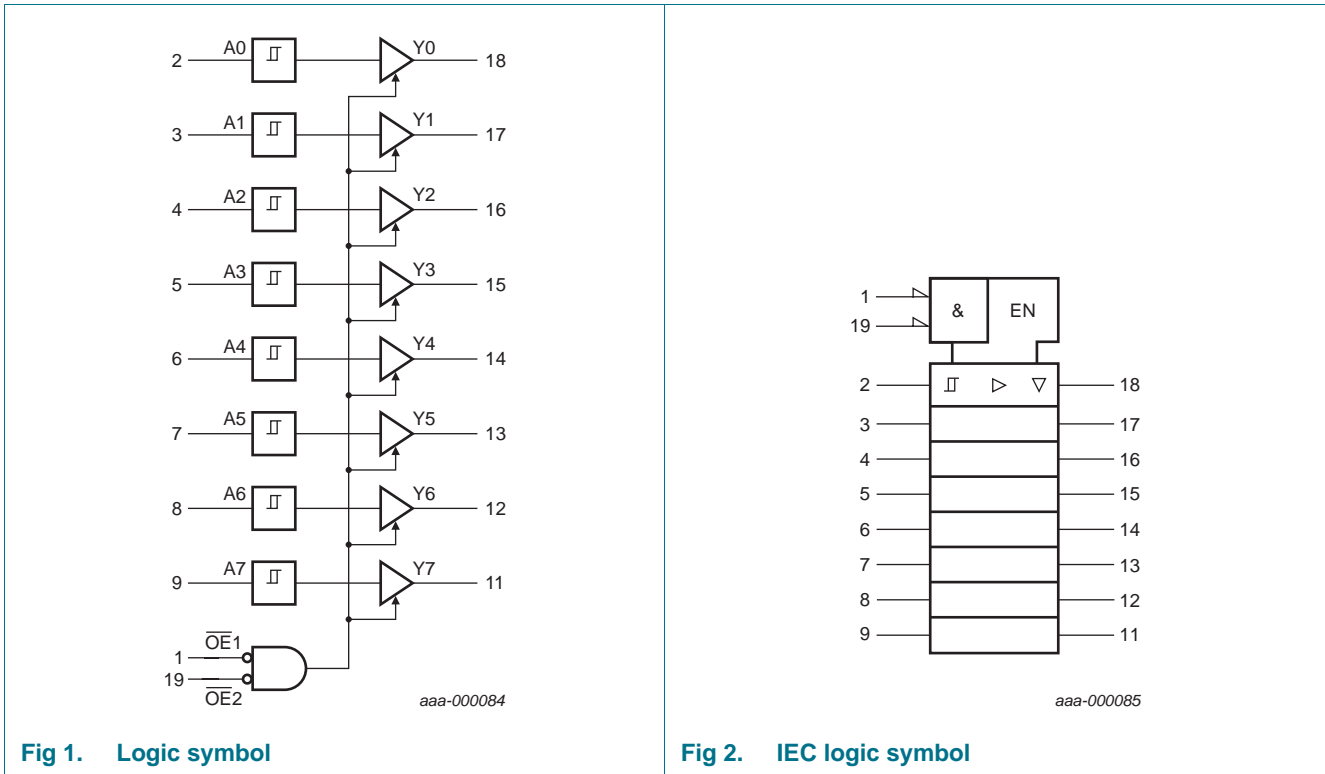 A0
Y0
2
18
A1
Y1
3
17
A2
Y2
4
16
A3
Y3
5
15
A4
Y4
6
14
A5
Y5
7
13
A6
Y6
8
12
A7
Y7
9
11
OE1
1
19
OE2
aaa-000084
Fig 1. Logic symbol
1
&
EN
19
2
18
3
17
4
16
5
15
6
14
7
13
8
12
9
11
aaa-000085
Fig 2. IEC logic symbol